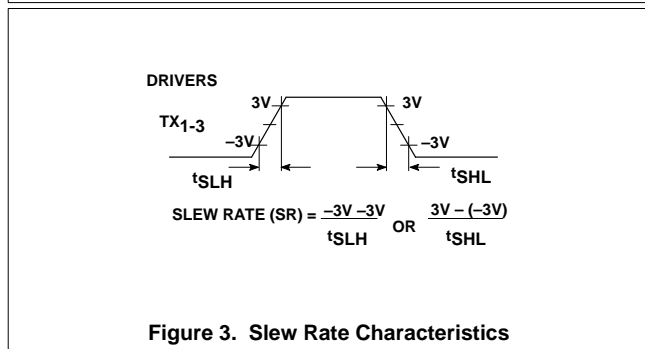 DRIVERS
3V 3V
TX1-3
–3V –3V
tSLH tSHL
SLEW RATE (SR) = –3V –3V / tSLH OR 3V – (–3V) / tSHL
Figure 3. Slew Rate Characteristics